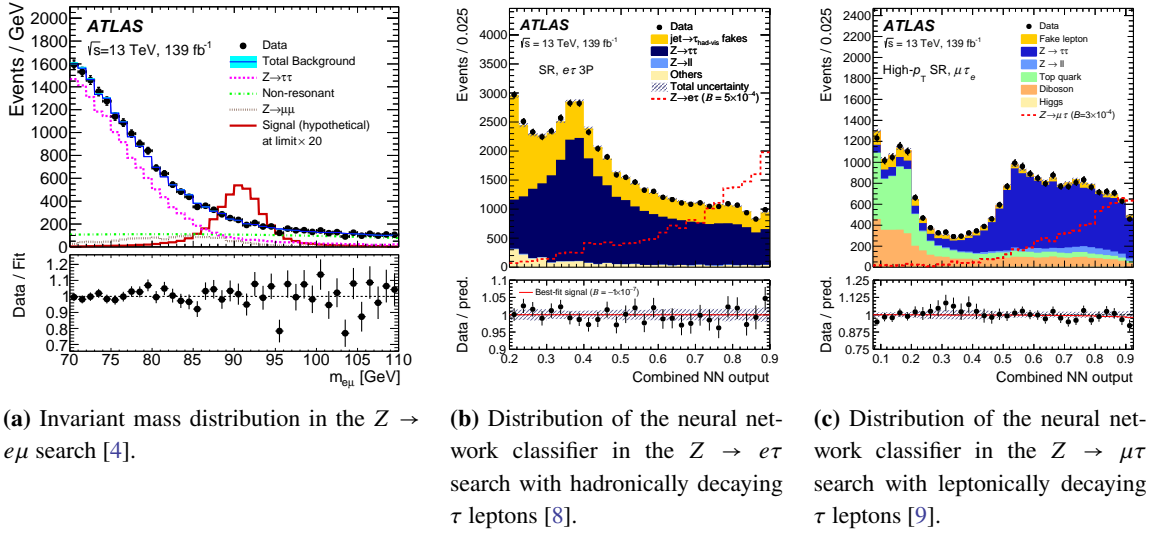 ATLAS
√s=13 TeV, 139 fb⁻¹
Data
Total Background
Z→ττ
Non-resonant
Z→μμ
Signal (hypothetical)
at limit× 20
Events / GeV
2000
1800
1600
1400
1200
1000
800
600
400
200
0
Data / Fit
1.2
1.1
1
0.9
0.8
0.7
70 75 80 85 90 95 100 105 110
m_eμ [GeV]
(a) Invariant mass distribution in the Z →
eμ search [4].
ATLAS
√s = 13 TeV, 139 fb⁻¹
SR, eτ 3P
Data
jet→τ_had-vis fakes
Z→ττ
Z→ll
Others
Total uncertainty
Z→eτ (B = 5×10⁻⁴)
Events / 0.025
4000
3500
3000
2500
2000
1500
1000
500
0
Data / pred.
1.1
1.05
1
0.95
0.9
Best-fit signal (B = −1×10⁻⁷)
0.2 0.3 0.4 0.5 0.6 0.7 0.8 0.9
Combined NN output
(b) Distribution of the neural net-
work classifier in the Z → eτ
search with hadronically decaying
τ leptons [8].
ATLAS
√s = 13 TeV, 139 fb⁻¹
High-p_T SR, μτ_e
Data
Fake lepton
Z → ττ
Z → ll
Top quark
Diboson
Higgs
Z→μτ (B=3×10⁻⁴)
Events / 0.025
2400
2200
2000
1800
1600
1400
1200
1000
800
600
400
200
0
Data / pred.
1.25
1.125
1
0.875
0.75
0.1 0.2 0.3 0.4 0.5 0.6 0.7 0.8 0.9
Combined NN output
(c) Distribution of the neural net-
work classifier in the Z → μτ
search with leptonically decaying
τ leptons [9].